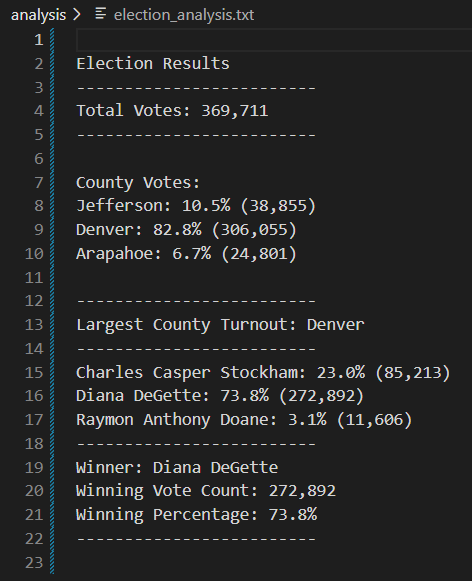 analysis > election_analysis.txt
1
2 Election Results
3 -------------------------
4 Total Votes: 369,711
5 -------------------------
6
7 County Votes:
8 Jefferson: 10.5% (38,855)
9 Denver: 82.8% (306,055)
10 Arapahoe: 6.7% (24,801)
11
12 -------------------------
13 Largest County Turnout: Denver
14 -------------------------
15 Charles Casper Stockham: 23.0% (85,213)
16 Diana DeGette: 73.8% (272,892)
17 Raymon Anthony Doane: 3.1% (11,606)
18 -------------------------
19 Winner: Diana DeGette
20 Winning Vote Count: 272,892
21 Winning Percentage: 73.8%
22 -------------------------
23